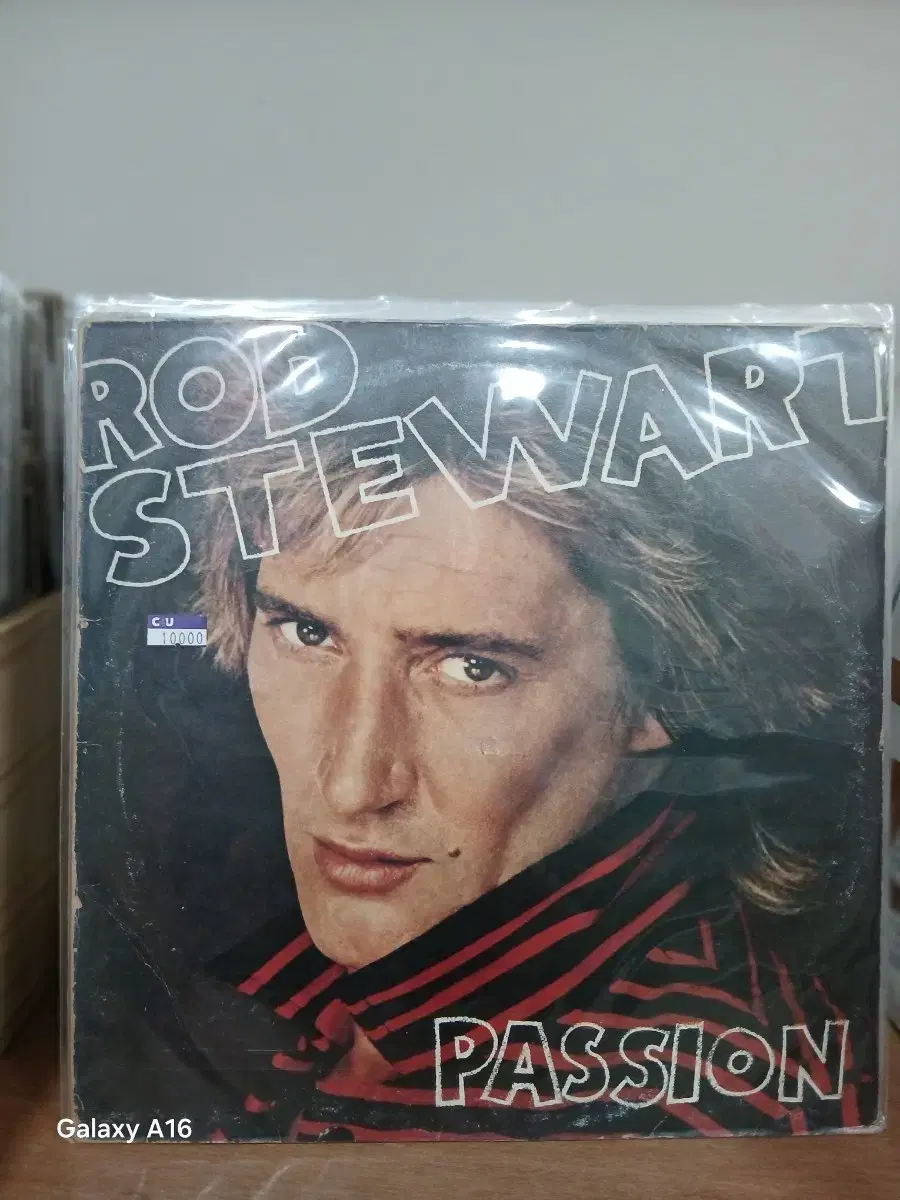 ROD
STEWART
CU
10000
PASSION
Galaxy A16